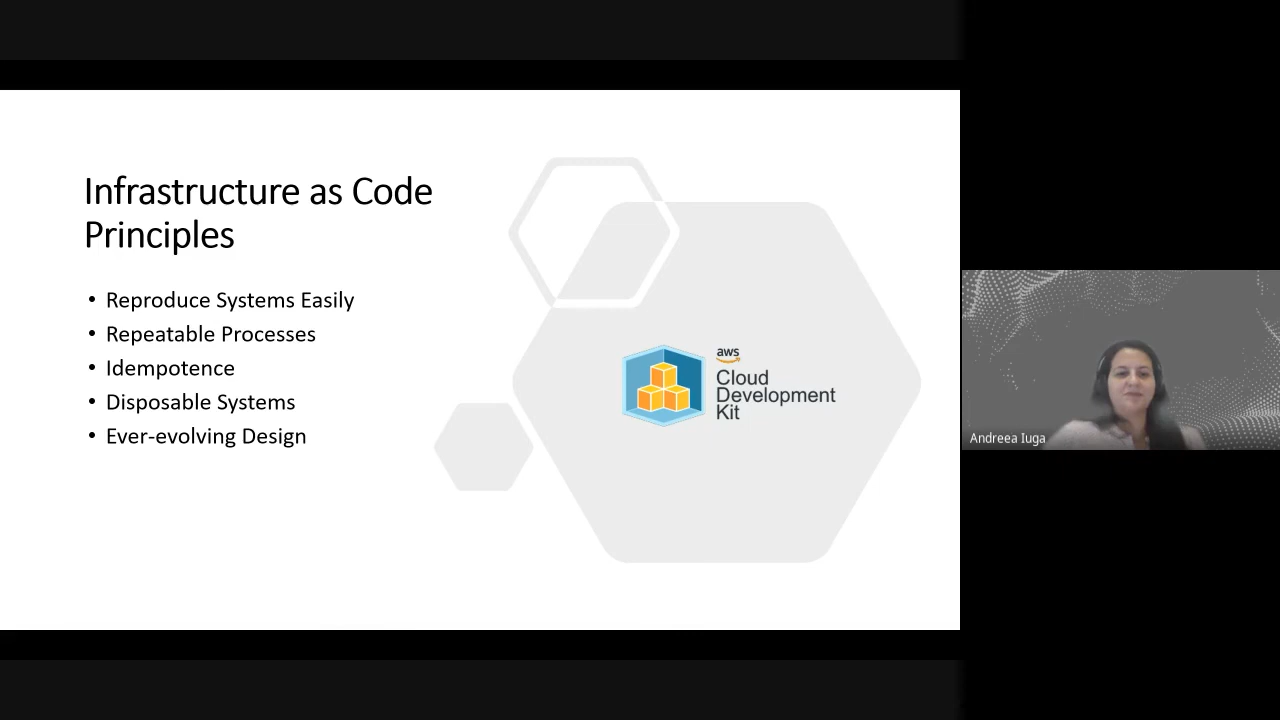 Infrastructure as Code
Principles
• Reproduce Systems Easily
• Repeatable Processes
• Idempotence
• Disposable Systems
• Ever-evolving Design
aws
Cloud
Development
Kit
Andreea Iuga